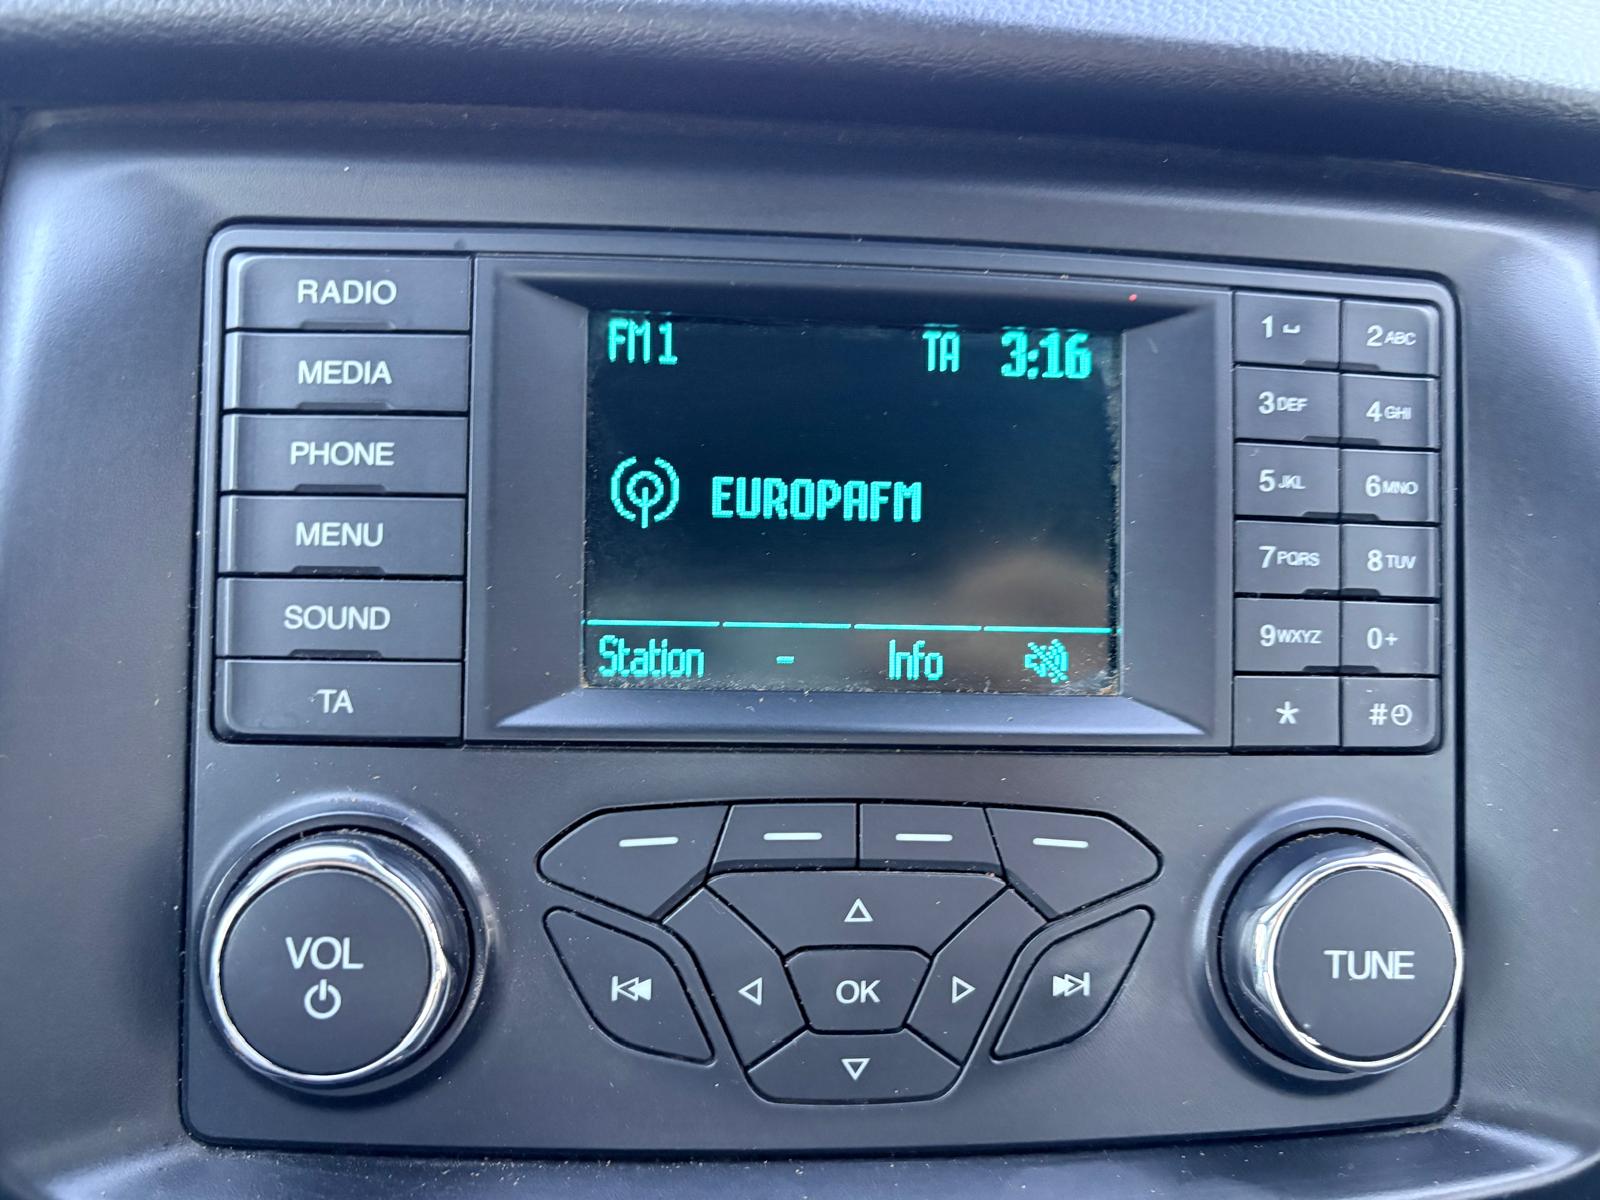 RADIO
MEDIA
PHONE
MENU
SOUND
TA
FM1 TA 3:16
EUROPAFM
Station - Info
1 2ABC
3DEF 4GHI
5JKL 6MNO
7PQRS 8TUV
9WXYZ 0+
* #
VOL
OK
TUNE